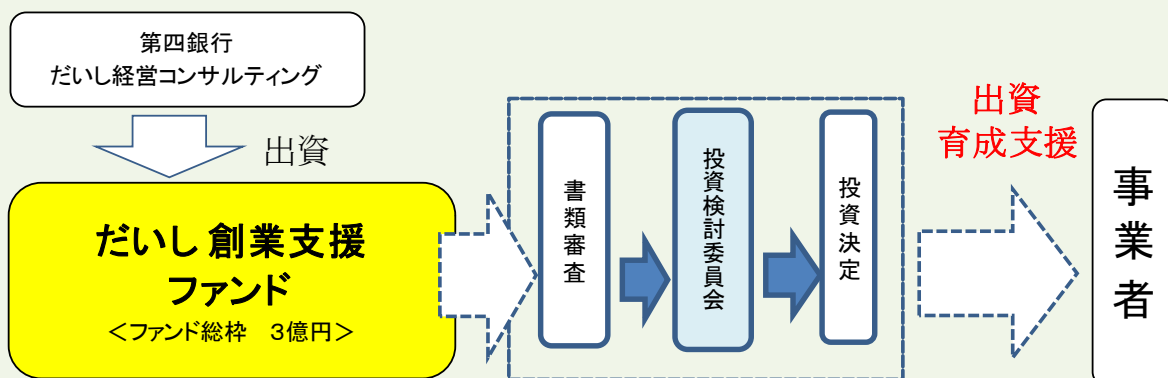 第四銀行
だいし経営コンサルティング
出資
だいし 創業支援
ファンド
<ファンド総枠 3億円>
書類審査
投資検討委員会
投資決定
出資
育成支援
事業者